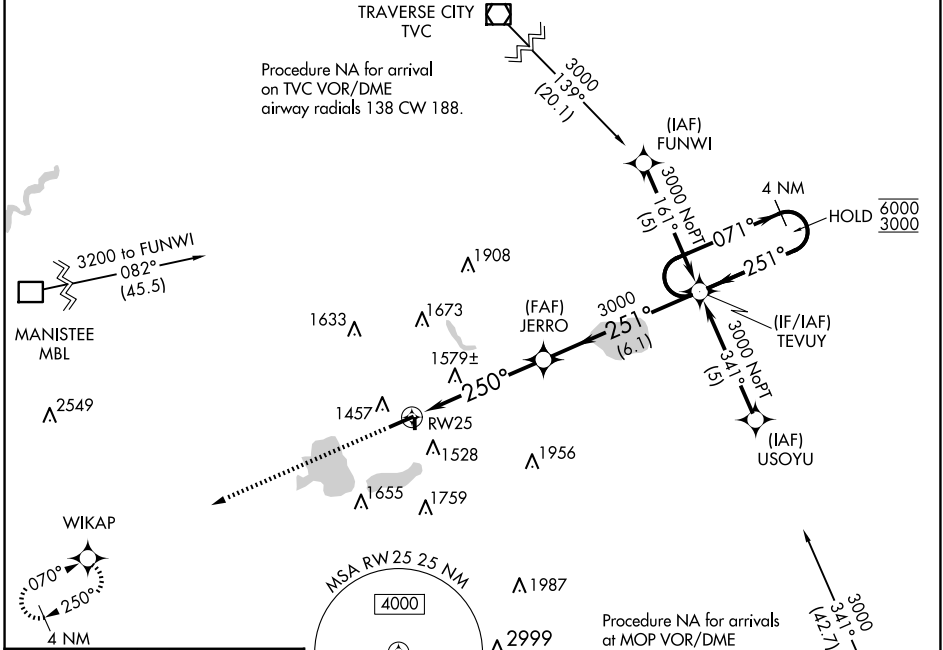 TRAVERSE CITY
TVC
Procedure NA for arrival
on TVC VOR/DME
airway radials 138 CW 188.
3000
139°
(20.1)
(IAF)
FUNWI
3000 NoPT
161°
(5)
4 NM
HOLD
6000
3000
071°
251°
3200 to FUNWI
082°
(45.5)
MANISTEE
MBL
1908
1633
1673
(FAF)
JERRO
3000
251°
(6.1)
(IF/IAF)
TEVUY
1579±
250°
3000 NoPT
341°
(5)
2549
1457
RW25
1528
1956
(IAF)
USOYU
1655
1759
WIKAP
070°
250°
4 NM
MSA RW25 25 NM
4000
1987
2999
Procedure NA for arrivals
at MOP VOR/DME
3000
341°
(42.7)